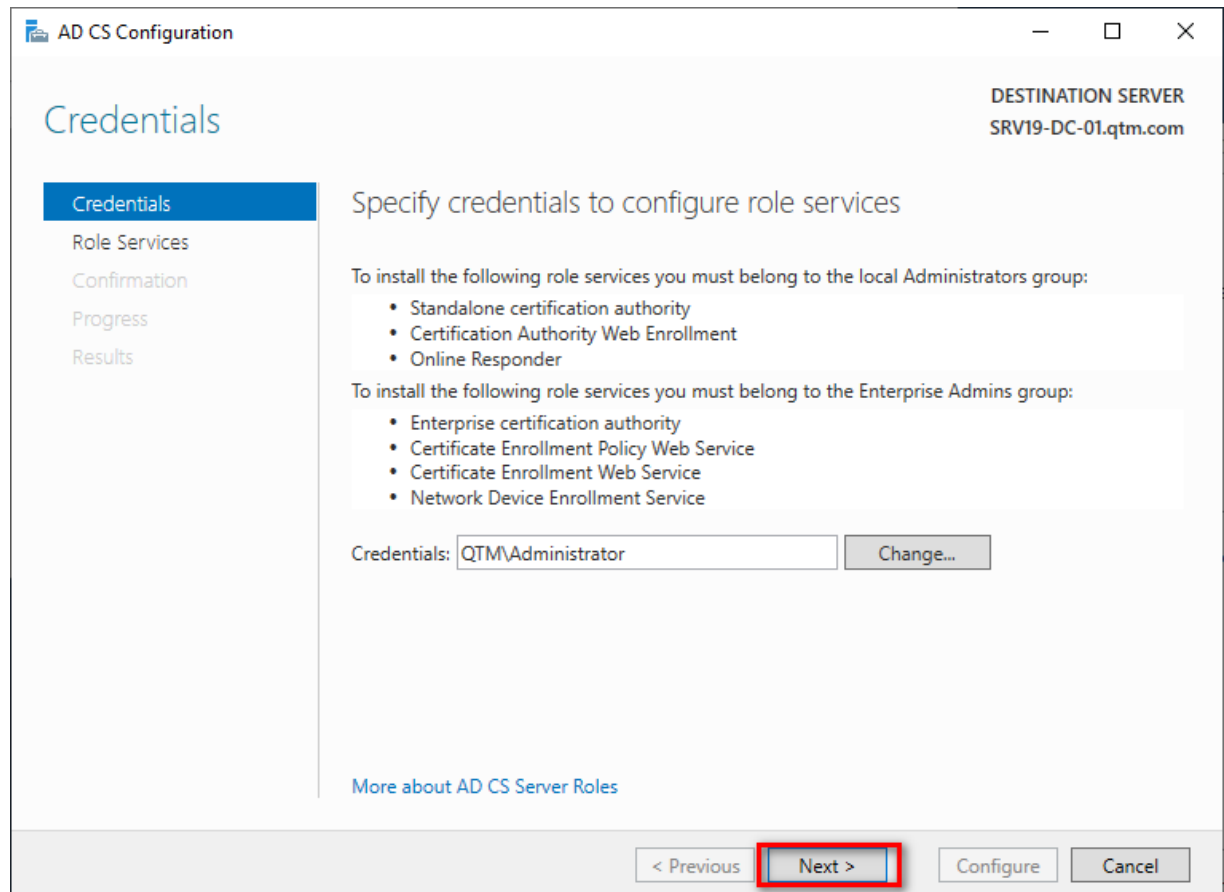 AD CS Configuration
DESTINATION SERVER
SRV19-DC-01.qtm.com
Credentials
Credentials
Role Services
Confirmation
Progress
Results
Specify credentials to configure role services
To install the following role services you must belong to the local Administrators group:
• Standalone certification authority
• Certification Authority Web Enrollment
• Online Responder
To install the following role services you must belong to the Enterprise Admins group:
• Enterprise certification authority
• Certificate Enrollment Policy Web Service
• Certificate Enrollment Web Service
• Network Device Enrollment Service
Credentials: QTM\Administrator Change...
More about AD CS Server Roles
< Previous Next > Configure Cancel